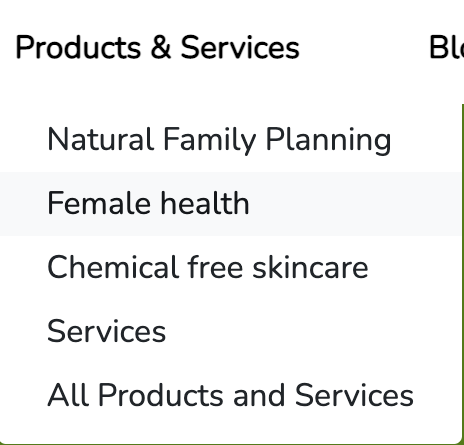 Products & Services
Natural Family Planning
Female health
Chemical free skincare
Services
All Products and Services